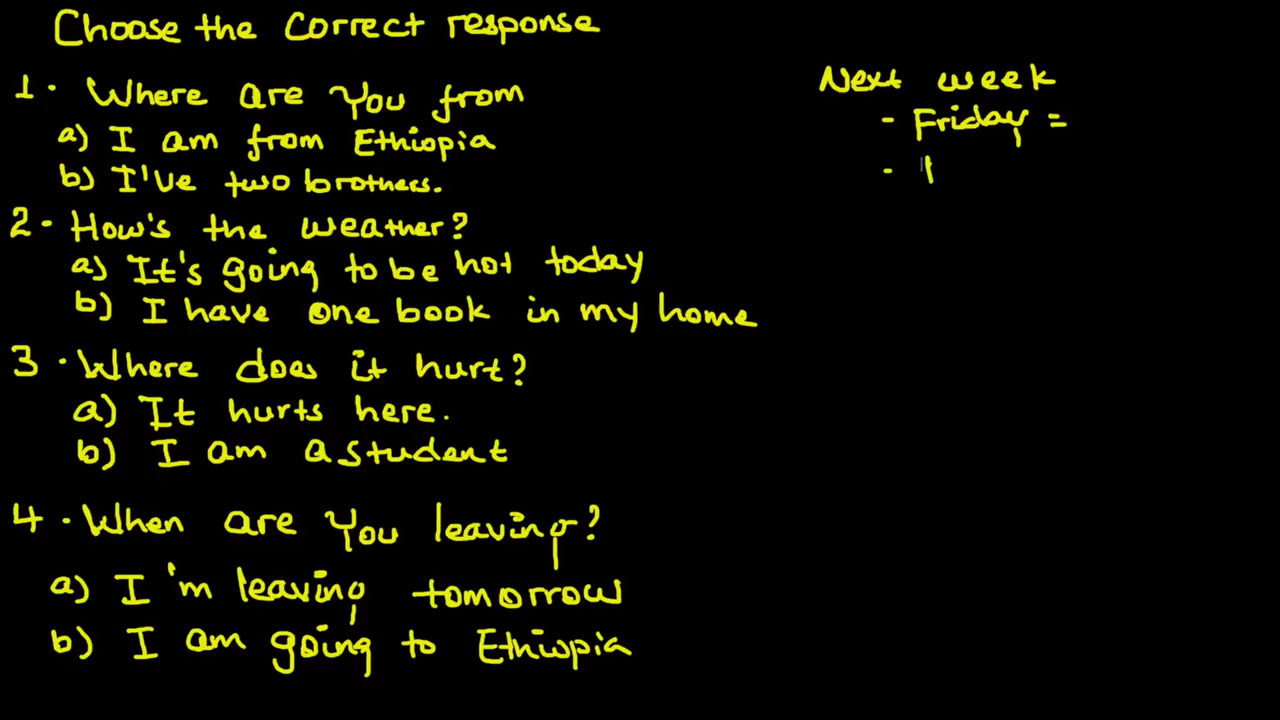 Choose the correct response
1. Where are you from
a) I am from Ethiopia
b) I've two brothers.
2. How's the weather?
a) It's going to be hot today
b) I have one book in my home
3. Where does it hurt?
a) It hurts here.
b) I am a student
4. When are you leaving?
a) I'm leaving tomorrow
b) I am going to Ethiopia
Next week
- Friday =
-